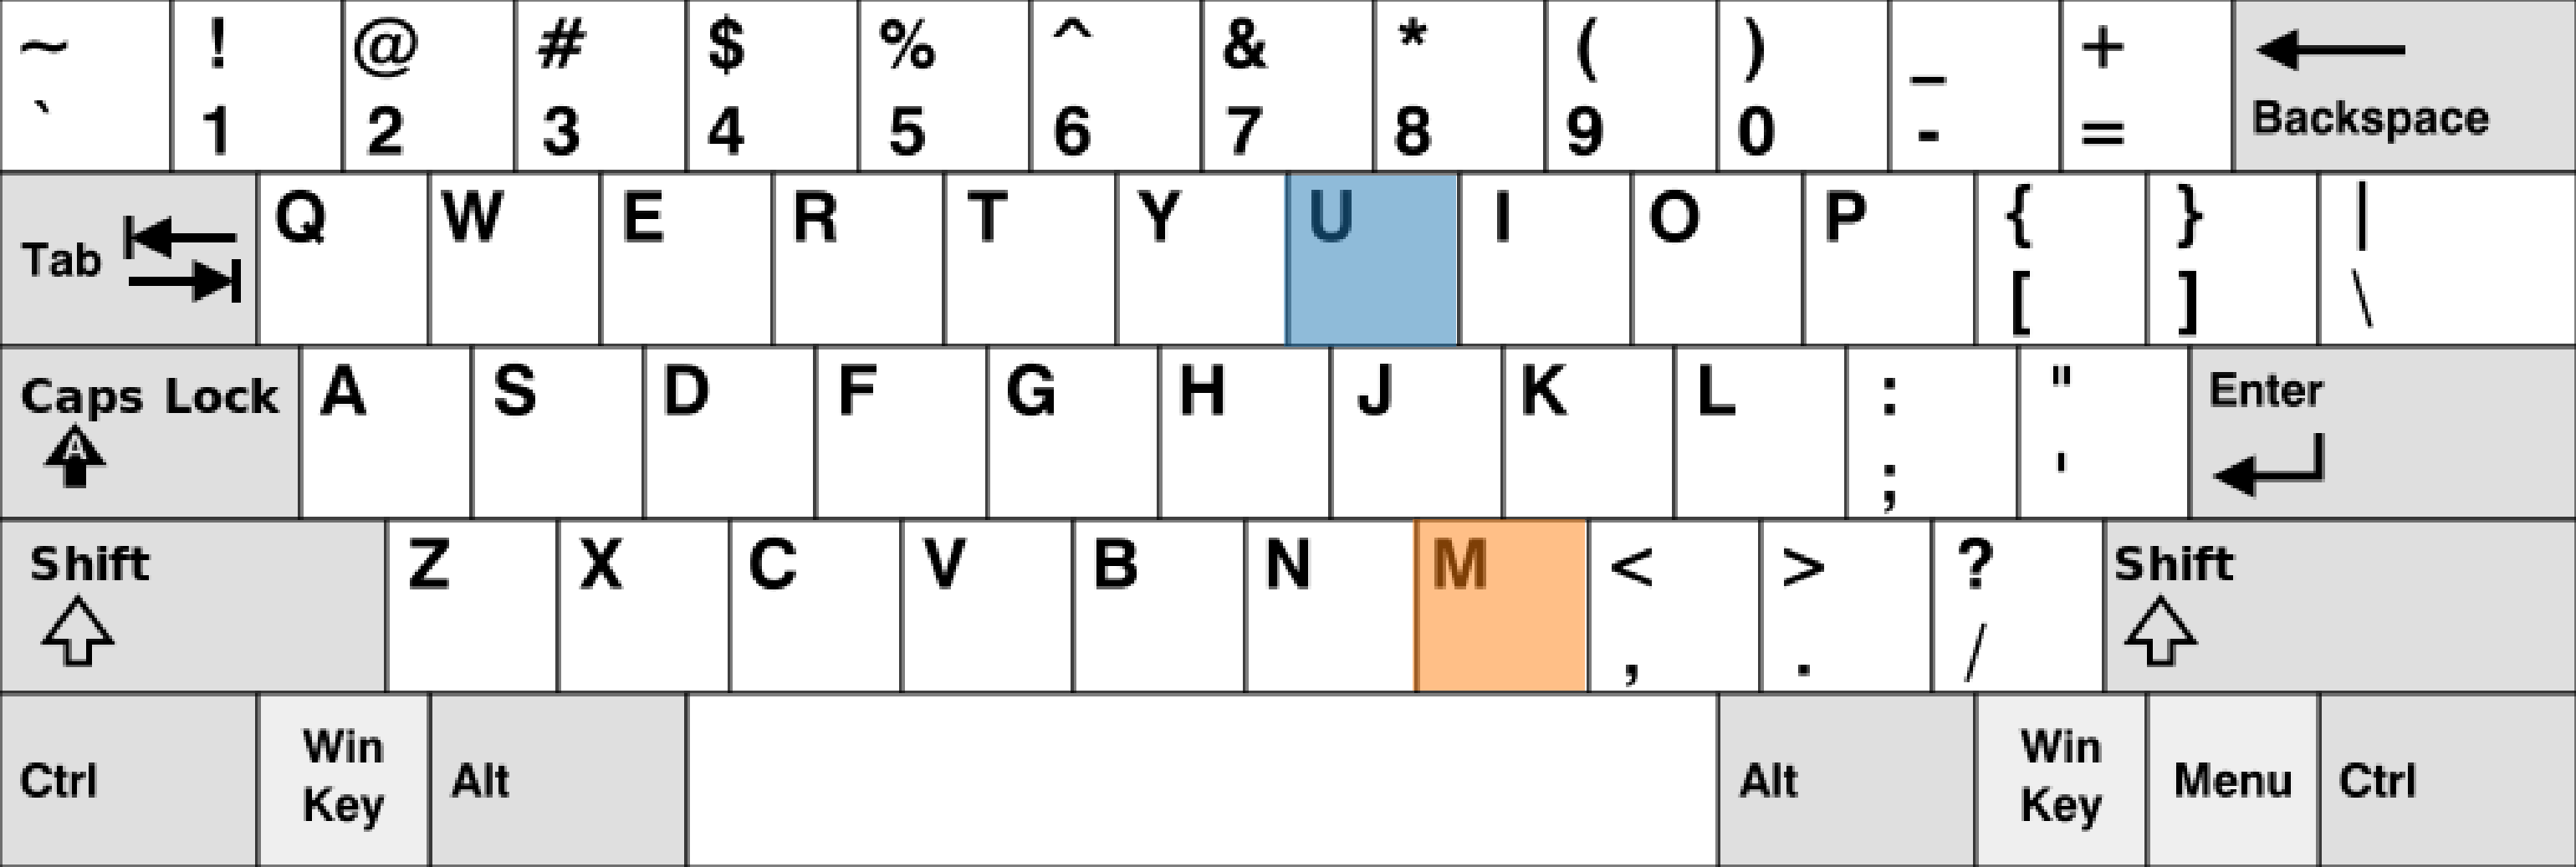 ~ ! @ # $ % ^ & * ( ) _ +
` 1 2 3 4 5 6 7 8 9 0 - = Backspace
Tab Q W E R T Y U I O P { } |
[ ] \
Caps Lock A S D F G H J K L : " Enter
A ; '
Shift Z X C V B N M < > ? Shift
, . /
Ctrl Win Key Alt Alt Win Key Menu Ctrl